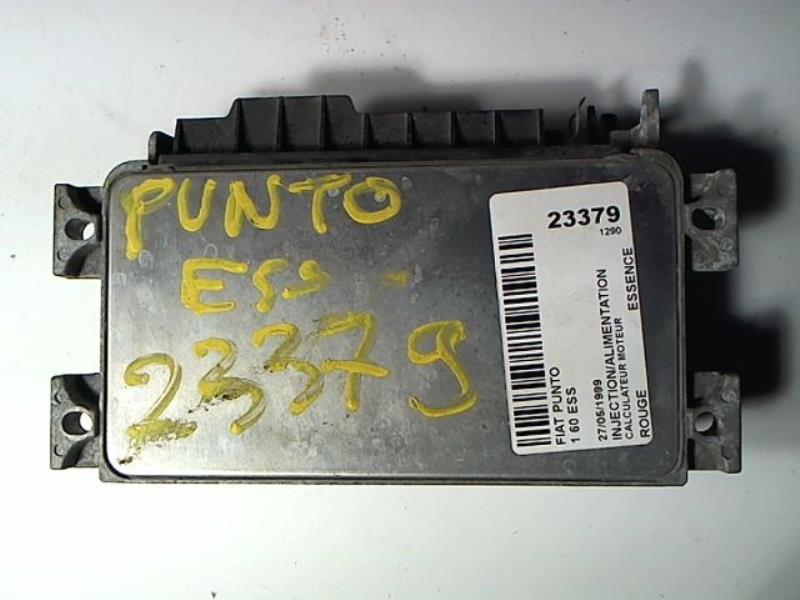 PUNTO
ESS -
23379
23379
1290
FIAT PUNTO
1 60 ESS
27/05/1999
INJECTION/ALIMENTATION
CALCULATEUR MOTEUR
ESSENCE
ROUGE